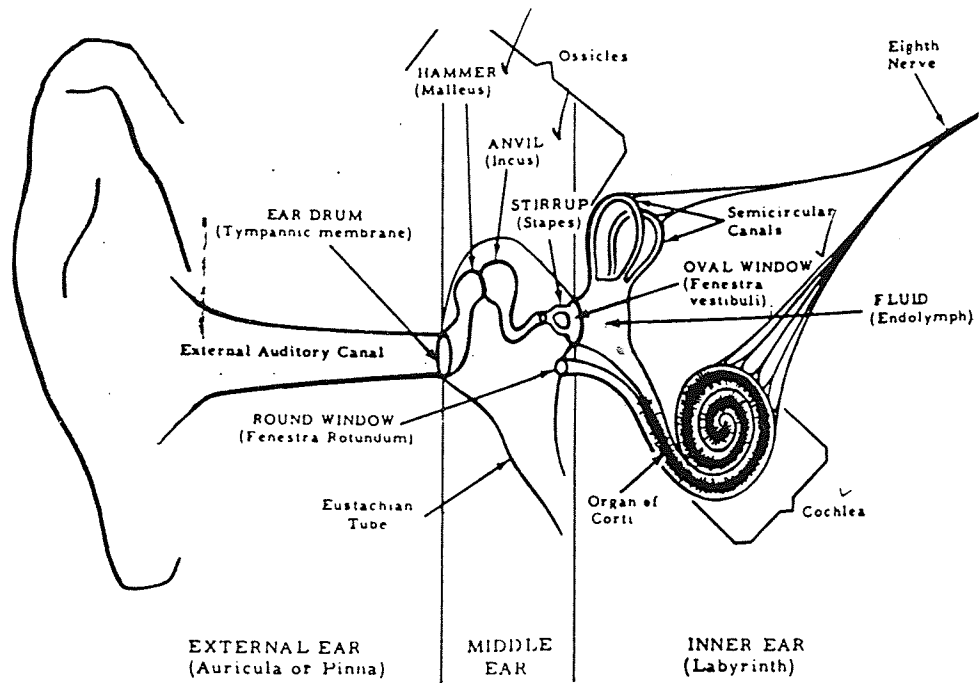 Ossicles
HAMMER
(Malleus)
Eighth
Nerve
ANVIL
(Incus)
STIRRUP
(Stapes)
Semicircular
Canals
EAR DRUM
(Tympannic membrane)
OVAL WINDOW
(Fenestra
vestibuli)
FLUID
(Endolymph)
External Auditory Canal
ROUND WINDOW
(Fenestra Rotundum)
Eustachian
Tube
Organ of
Corti
Cochlea
EXTERNAL EAR
(Auricula or Pinna)
MIDDLE
EAR
INNER EAR
(Labyrinth)